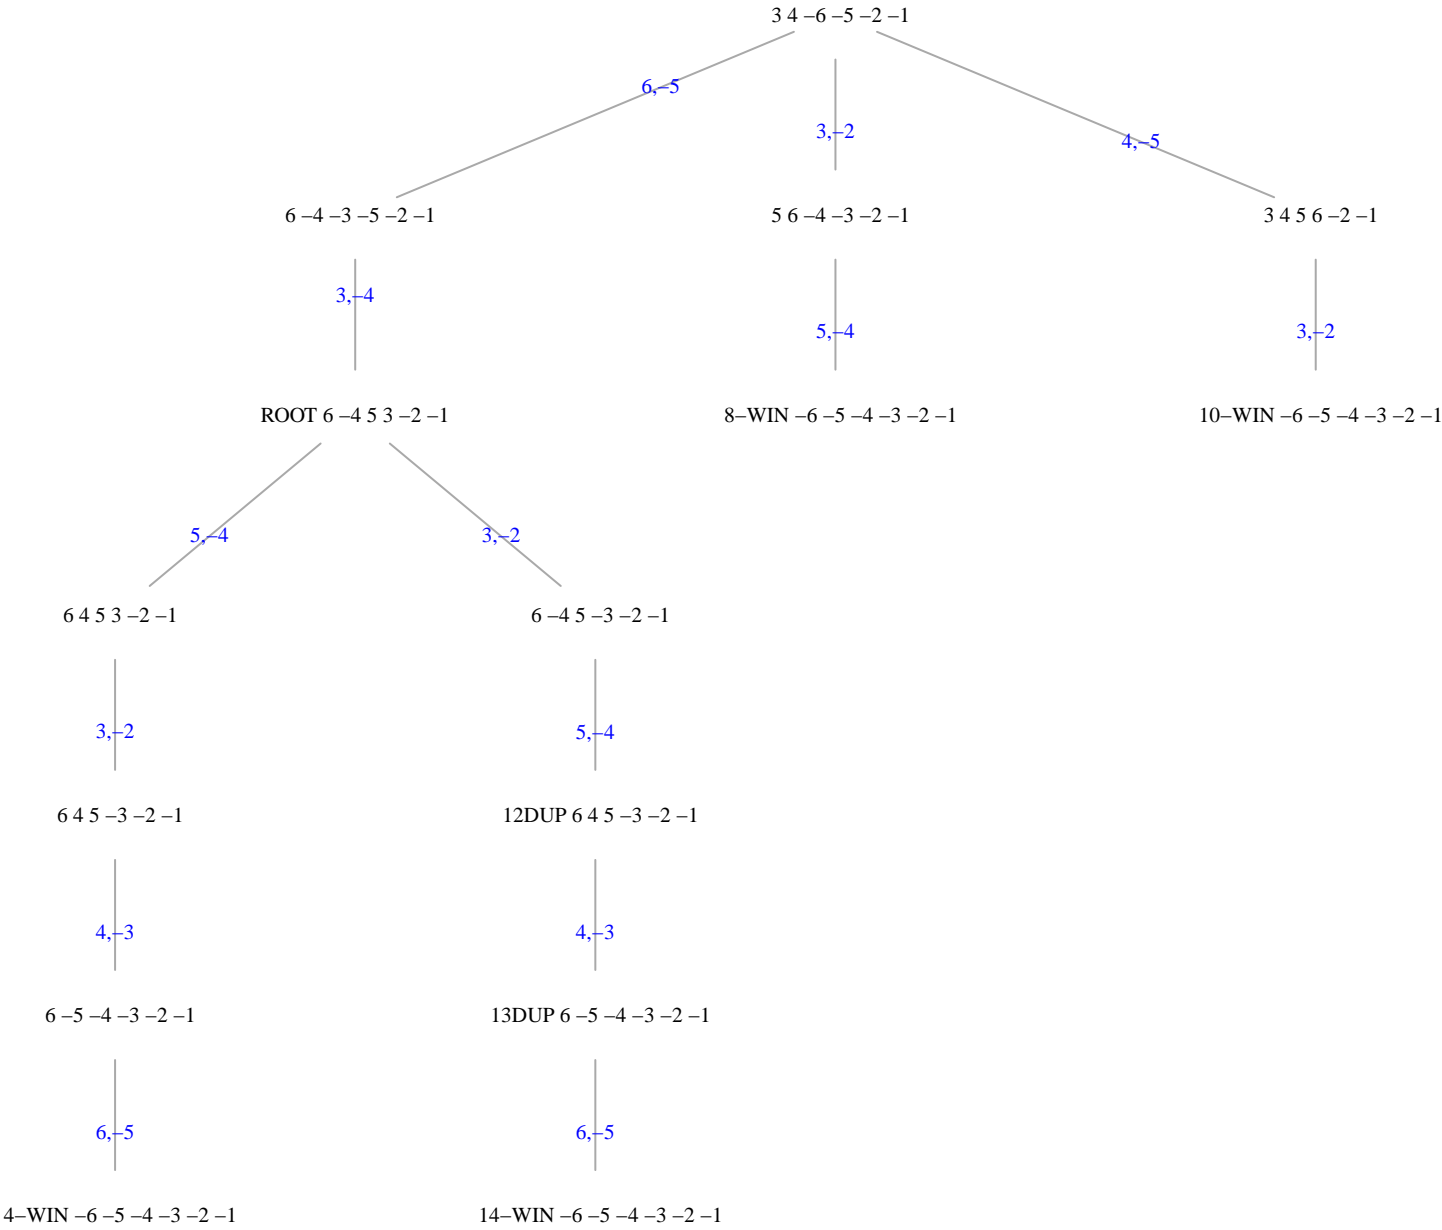 3 4 –6 –5 –2 –1
6,–5
3,–2
4,–5
6 –4 –3 –5 –2 –1
5 6 –4 –3 –2 –1
3 4 5 6 –2 –1
3,–4
5,–4
3,–2
ROOT 6 –4 5 3 –2 –1
8–WIN –6 –5 –4 –3 –2 –1
10–WIN –6 –5 –4 –3 –2 –1
5,–4
3,–2
6 4 5 3 –2 –1
6 –4 5 –3 –2 –1
3,–2
5,–4
6 4 5 –3 –2 –1
12DUP 6 4 5 –3 –2 –1
4,–3
4,–3
6 –5 –4 –3 –2 –1
13DUP 6 –5 –4 –3 –2 –1
6,–5
6,–5
4–WIN –6 –5 –4 –3 –2 –1
14–WIN –6 –5 –4 –3 –2 –1